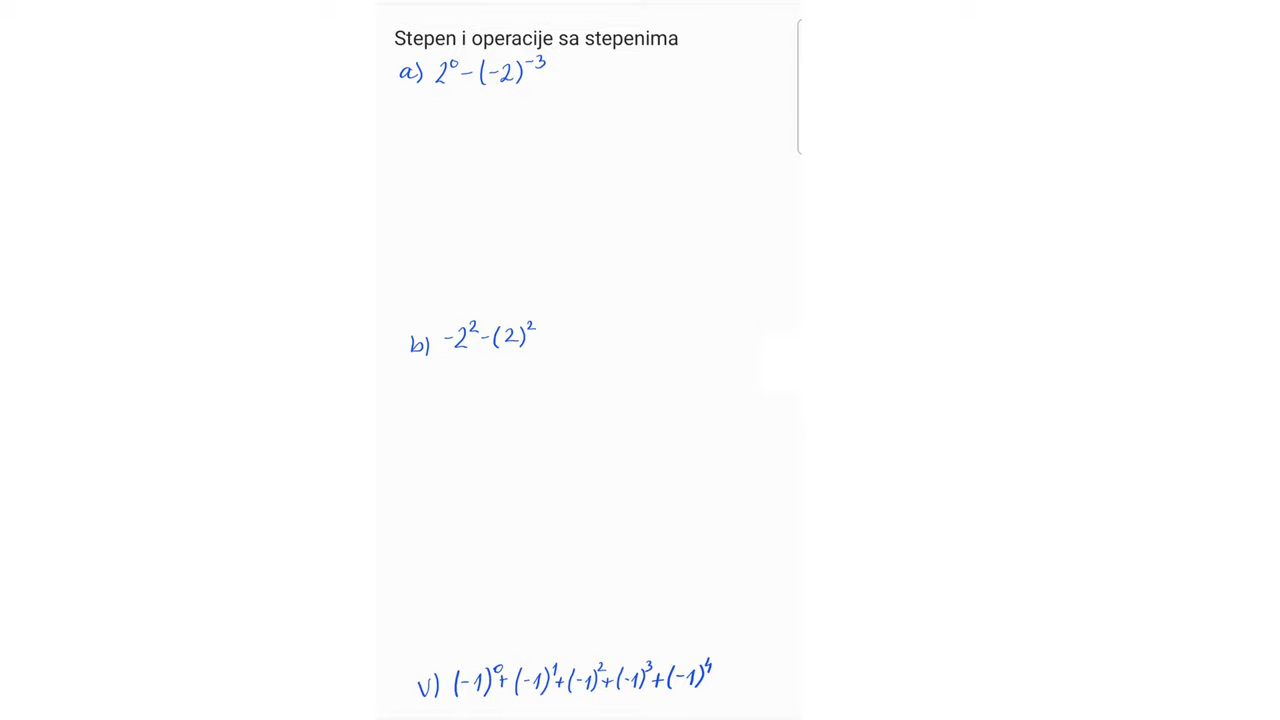 Stepen i operacije sa stepenima
a) 2⁰ - (-2)⁻³
b) -2² - (2)²
v) (-1)⁰ + (-1)¹ + (-1)² + (-1)³ + (-1)⁴